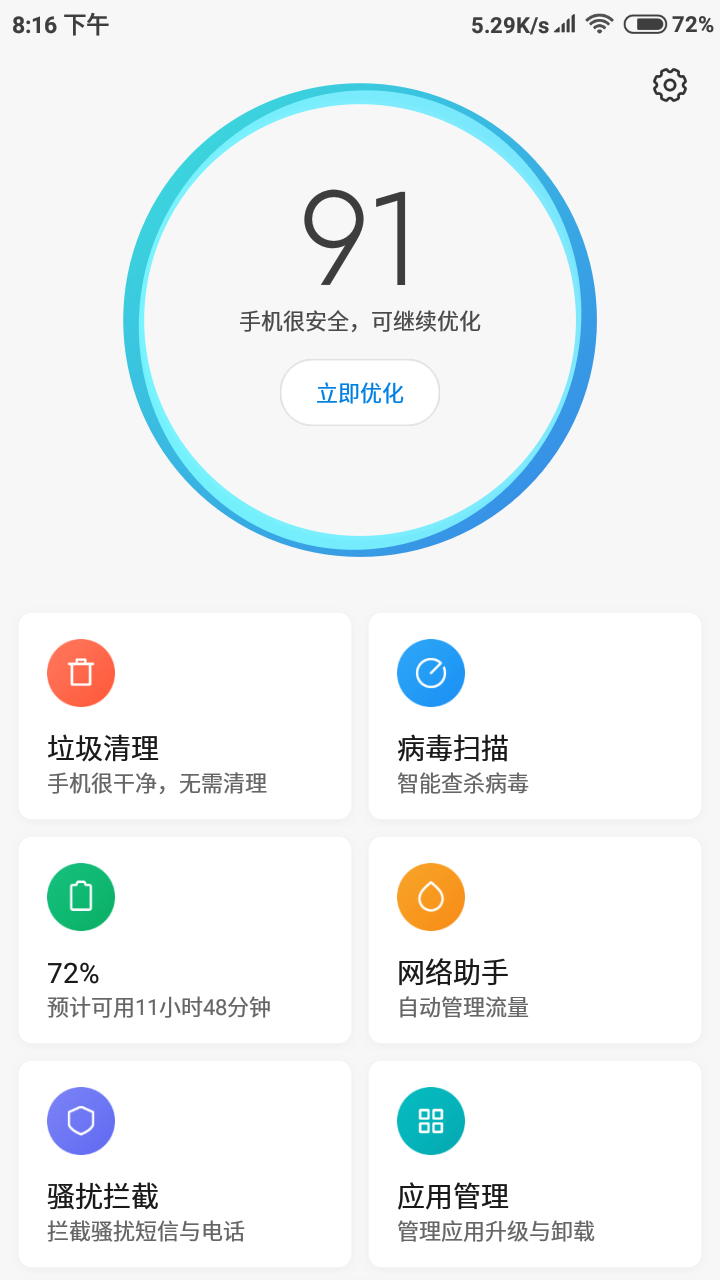 8:16 下午 5.29K/s 72%
91
手机很安全，可继续优化
立即优化
垃圾清理
手机很干净，无需清理
病毒扫描
智能查杀病毒
72%
预计可用11小时48分钟
网络助手
自动管理流量
骚扰拦截
拦截骚扰短信与电话
应用管理
管理应用升级与卸载